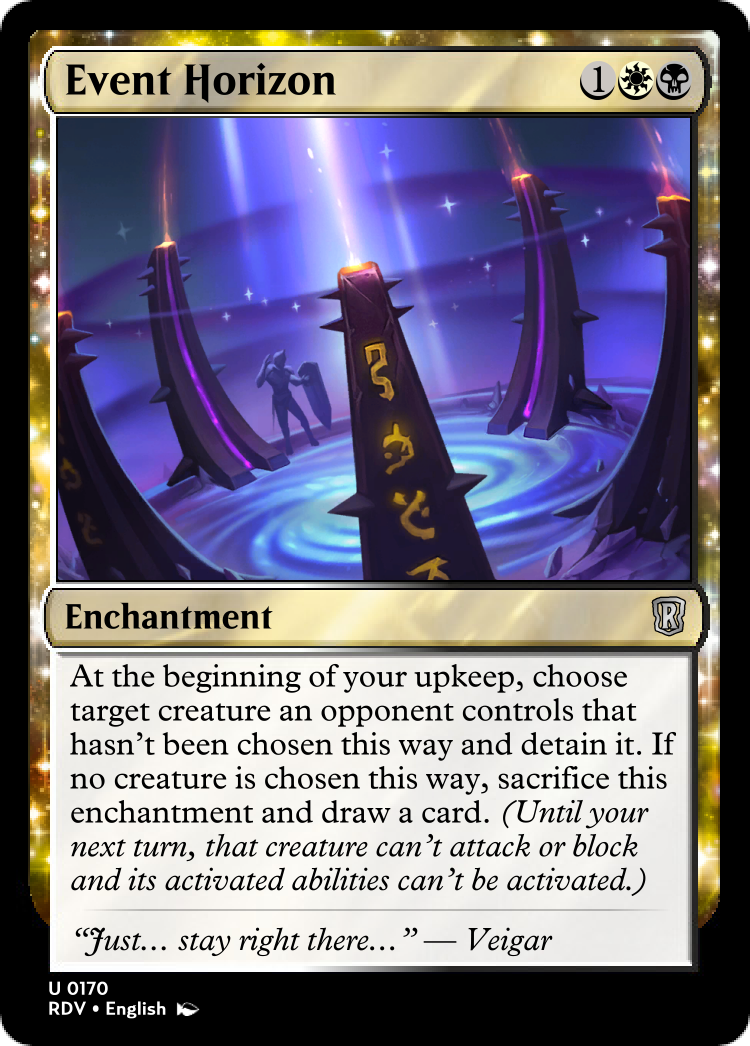 Event Horizon 1
Enchantment R
At the beginning of your upkeep, choose
target creature an opponent controls that
hasn't been chosen this way and detain it. If
no creature is chosen this way, sacrifice this
enchantment and draw a card. (Until your
next turn, that creature can't attack or block
and its activated abilities can't be activated.)
“Just... stay right there...” — Veigar
U 0170
RDV • English